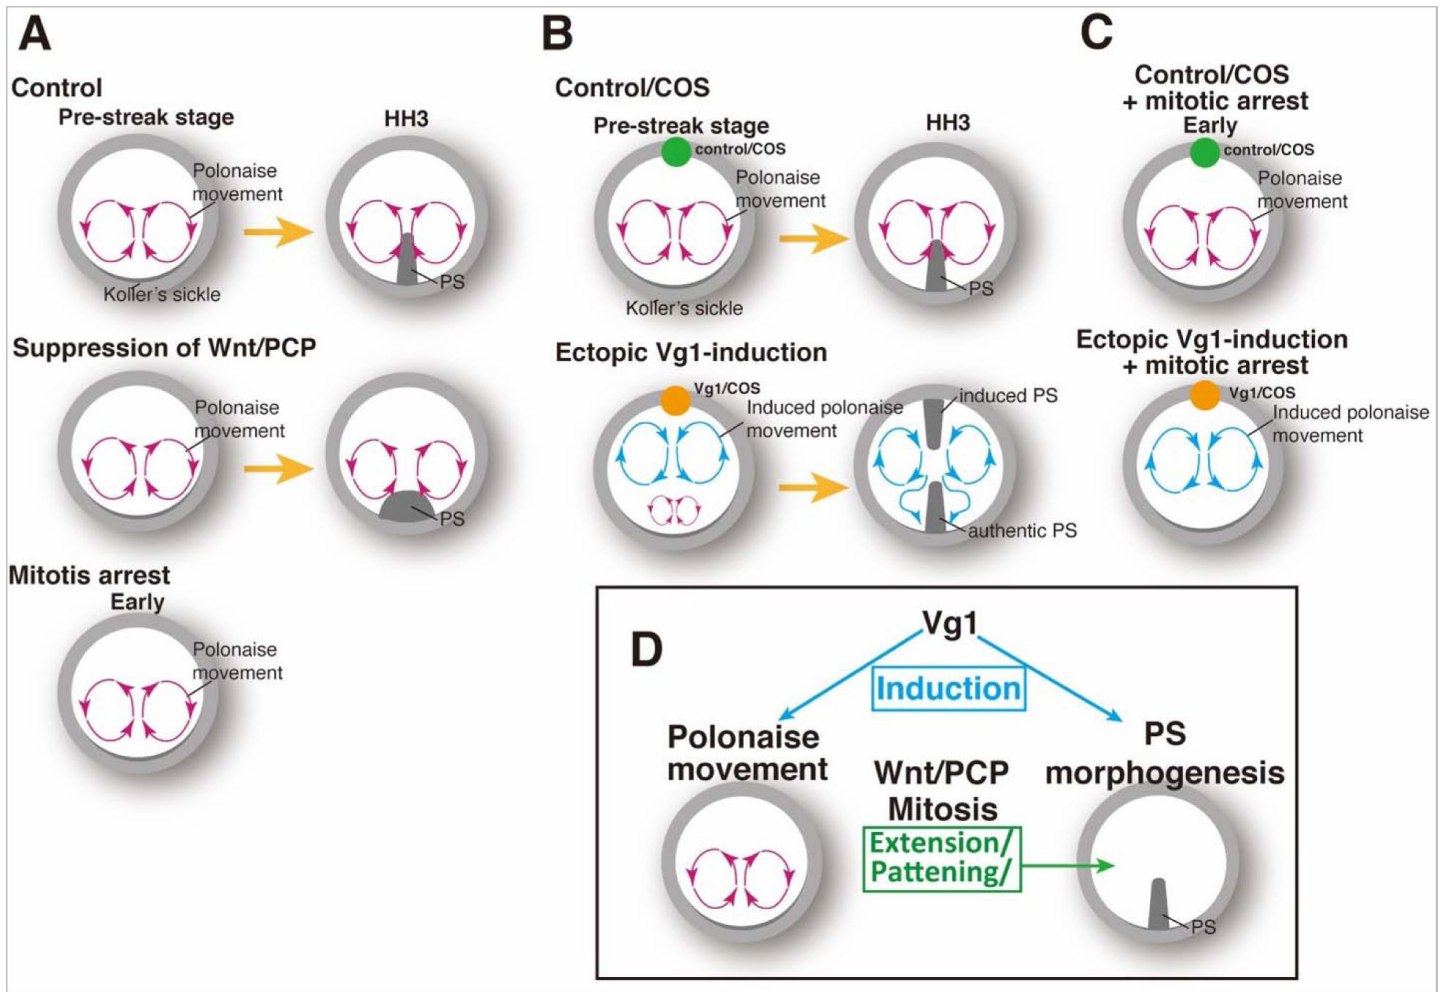 A
Control
Pre-streak stage
HH3
Polonaise
movement
PS
Koller's sickle
Suppression of Wnt/PCP
Polonaise
movement
PS
Mitotis arrest
Early
Polonaise
movement
B
Control/COS
Pre-streak stage
HH3
control/COS
Polonaise
movement
PS
Koller's sickle
Ectopic Vg1-induction
Vg1/COS
Induced polonaise
movement
induced PS
authentic PS
C
Control/COS
+ mitotic arrest
Early
control/COS
Polonaise
movement
Ectopic Vg1-induction
+ mitotic arrest
Vg1/COS
Induced polonaise
movement
D
Vg1
Induction
Polonaise
movement
Wnt/PCP
Mitosis
Extension/
Pattening/
PS
morphogenesis
PS